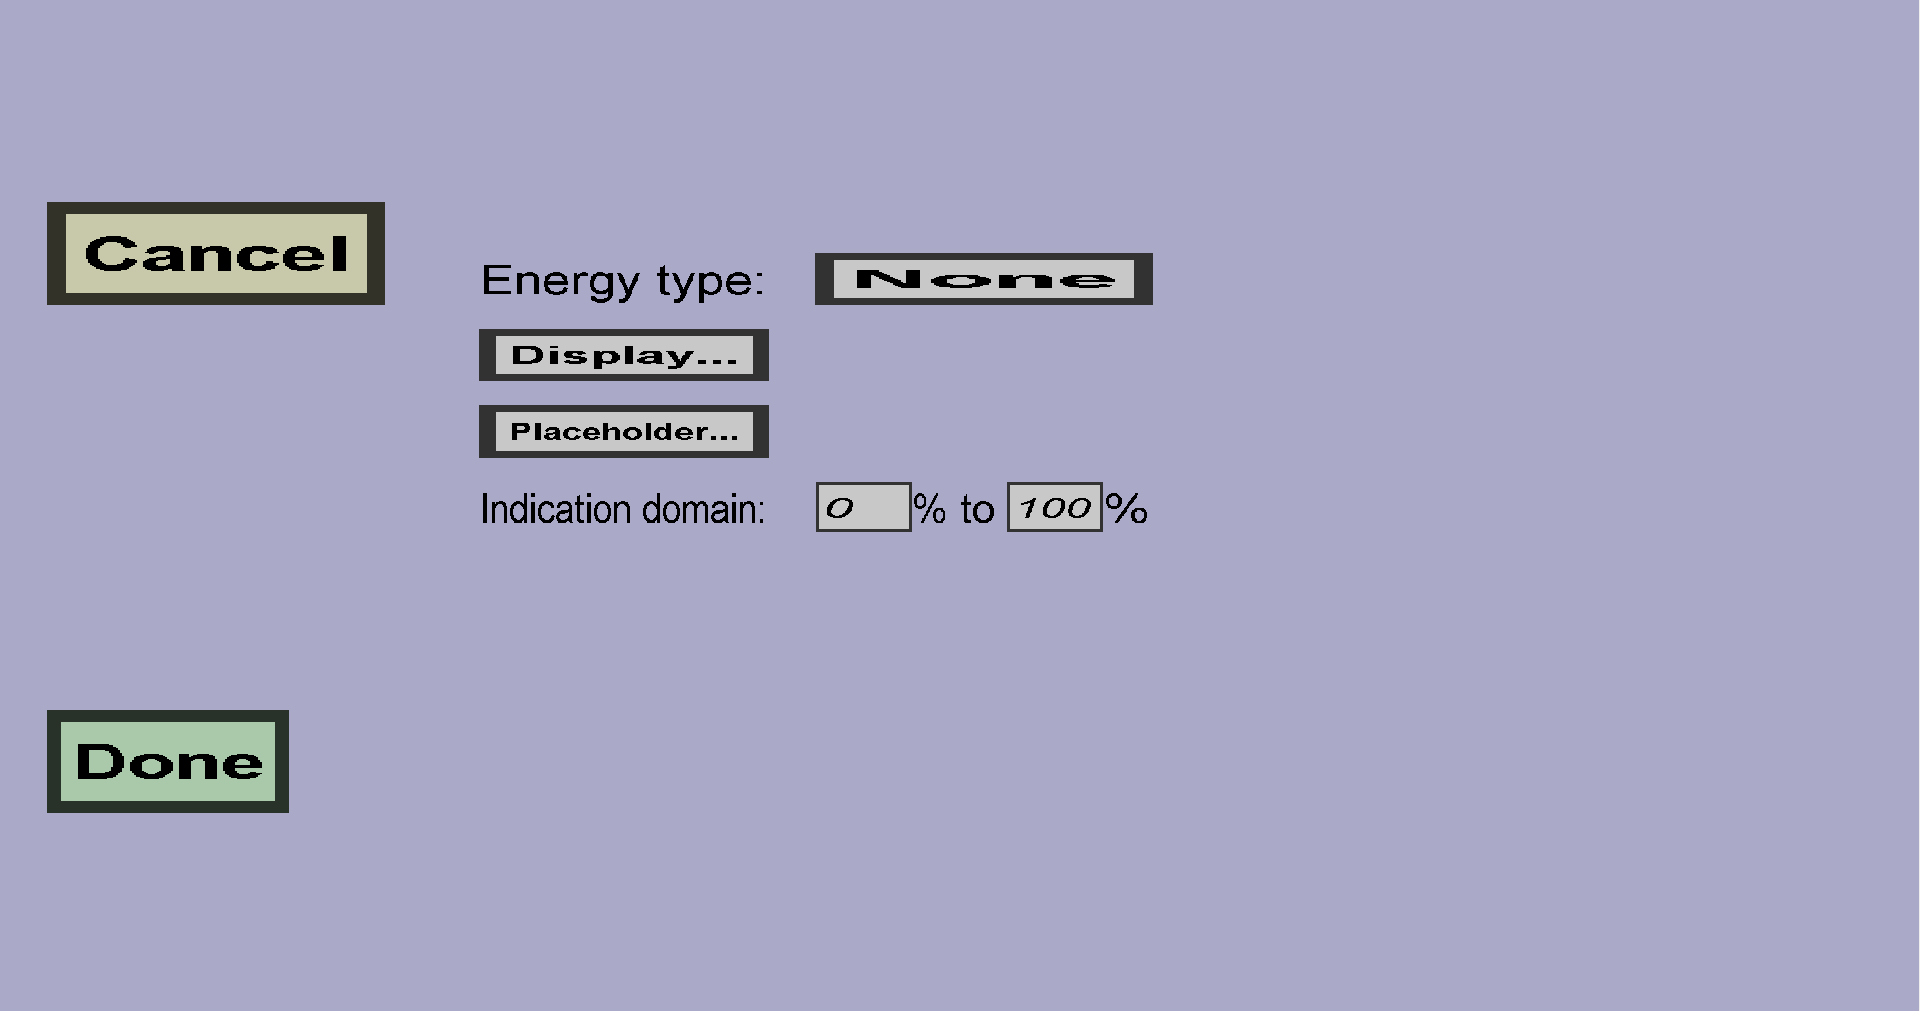 Cancel
Energy type: None
Display...
Placeholder...
Indication domain: 0 % to 100 %
Done